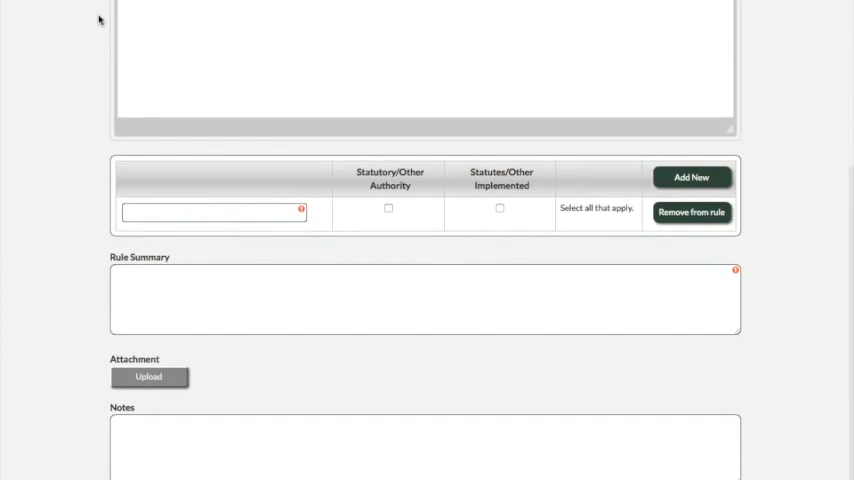 Statutory/Other Authority
Statutes/Other Implemented
Add New
Select all that apply.
Remove from rule
Rule Summary
Attachment
Upload
Notes